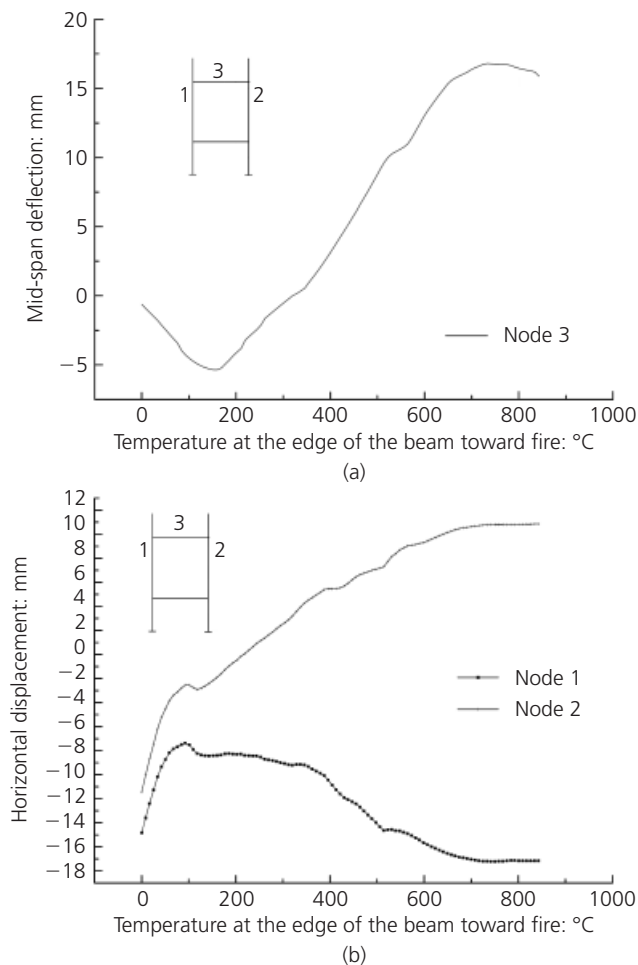 20
15
10
5
0
−5
Mid-span deflection: mm
3
1 2
Node 3
0 200 400 600 800 1000
Temperature at the edge of the beam toward fire: °C
(a)
12
10
8
6
4
2
0
−2
−4
−6
−8
−10
−12
−14
−16
−18
Horizontal displacement: mm
3
1 2
Node 1
Node 2
0 200 400 600 800 1000
Temperature at the edge of the beam toward fire: °C
(b)